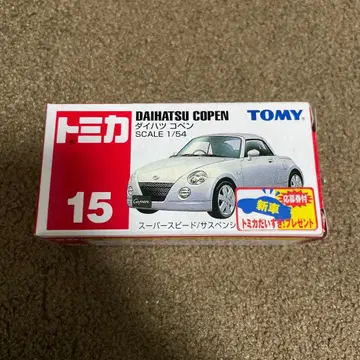 トミカ
15
DAIHATSU COPEN
ダイハツ コペン
SCALE 1/54
TOMY
Copen
スーパースピード/サスペンシ
応募券付
新車
トミカだいすき!プレゼント